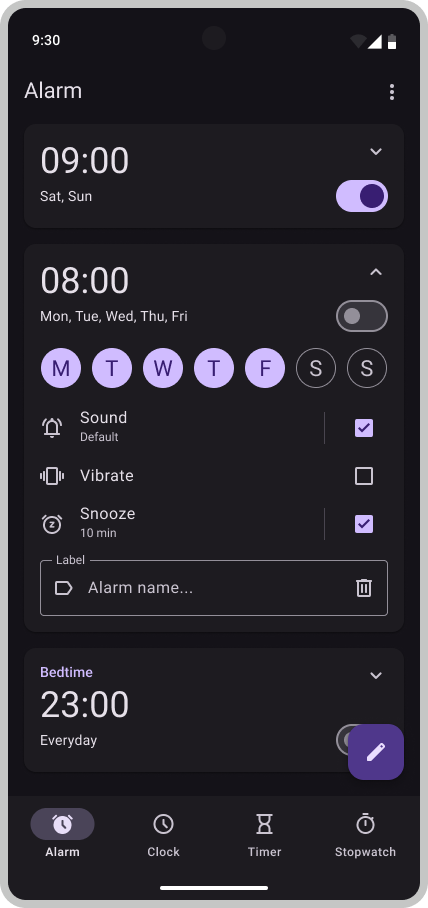 9:30
Alarm
09:00
Sat, Sun
08:00
Mon, Tue, Wed, Thu, Fri
M T W T F S S
Sound
Default
Vibrate
Snooze
10 min
Label
Alarm name...
Bedtime
23:00
Everyday
Alarm Clock Timer Stopwatch